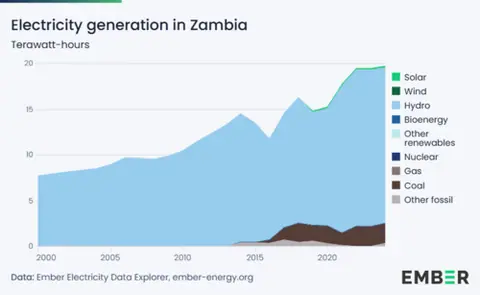 Electricity generation in Zambia
Terawatt-hours
20
15
10
5
0
2000
2005
2010
2015
2020
Solar
Wind
Hydro
Bioenergy
Other
renewables
Nuclear
Gas
Coal
Other fossil
Data: Ember Electricity Data Explorer, ember-energy.org
EMBER